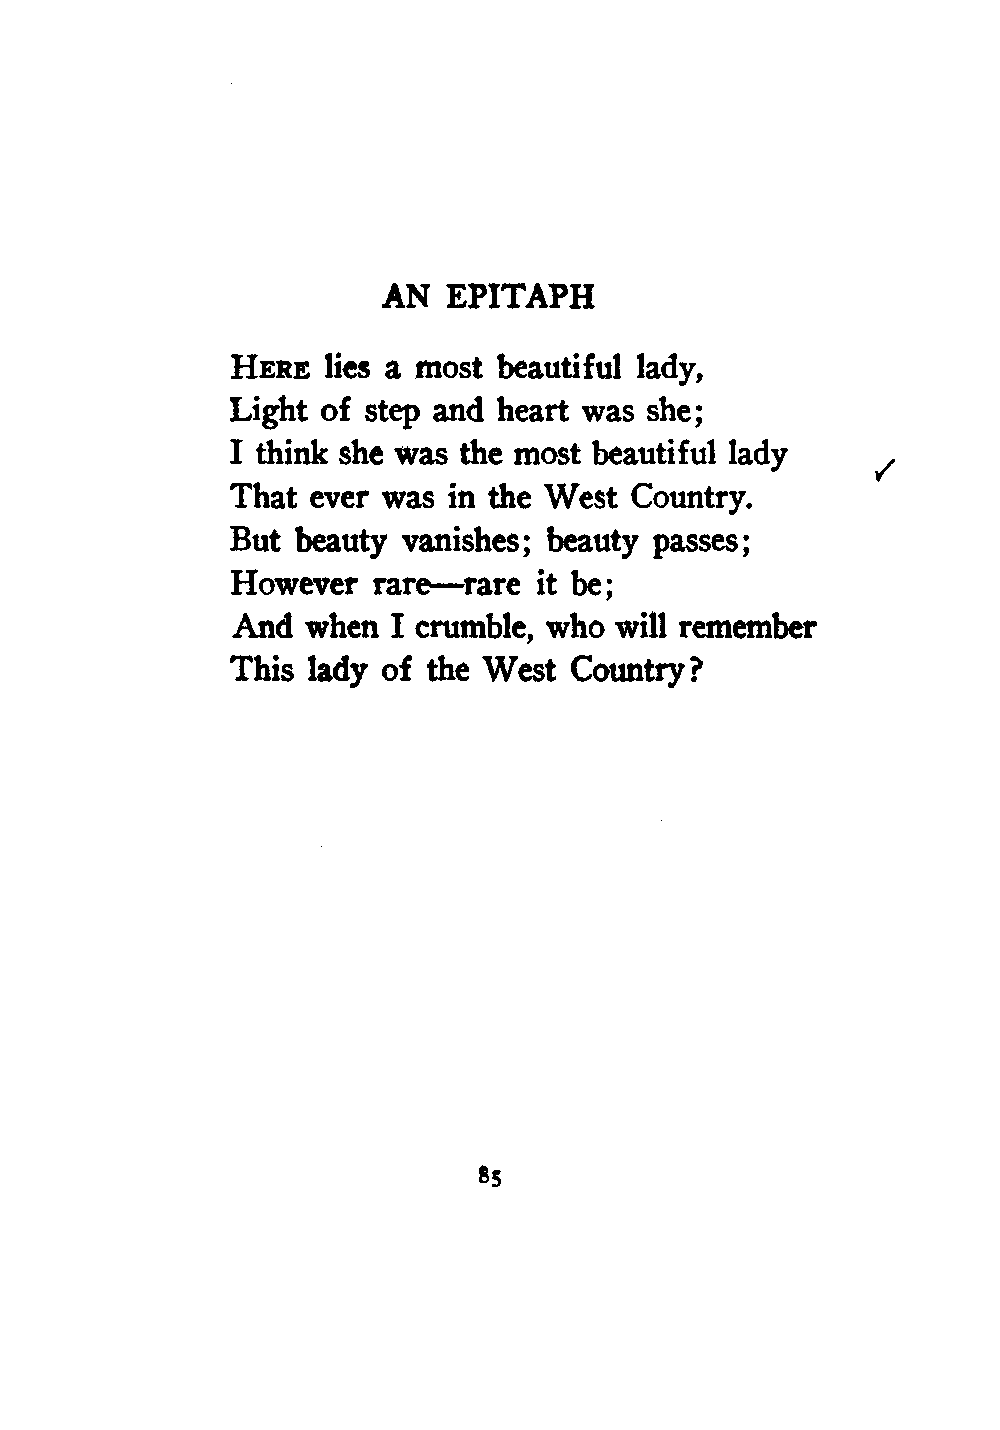 AN EPITAPH
HERE lies a most beautiful lady,
Light of step and heart was she;
I think she was the most beautiful lady
That ever was in the West Country.
But beauty vanishes; beauty passes;
However rare—rare it be;
And when I crumble, who will remember
This lady of the West Country?
85